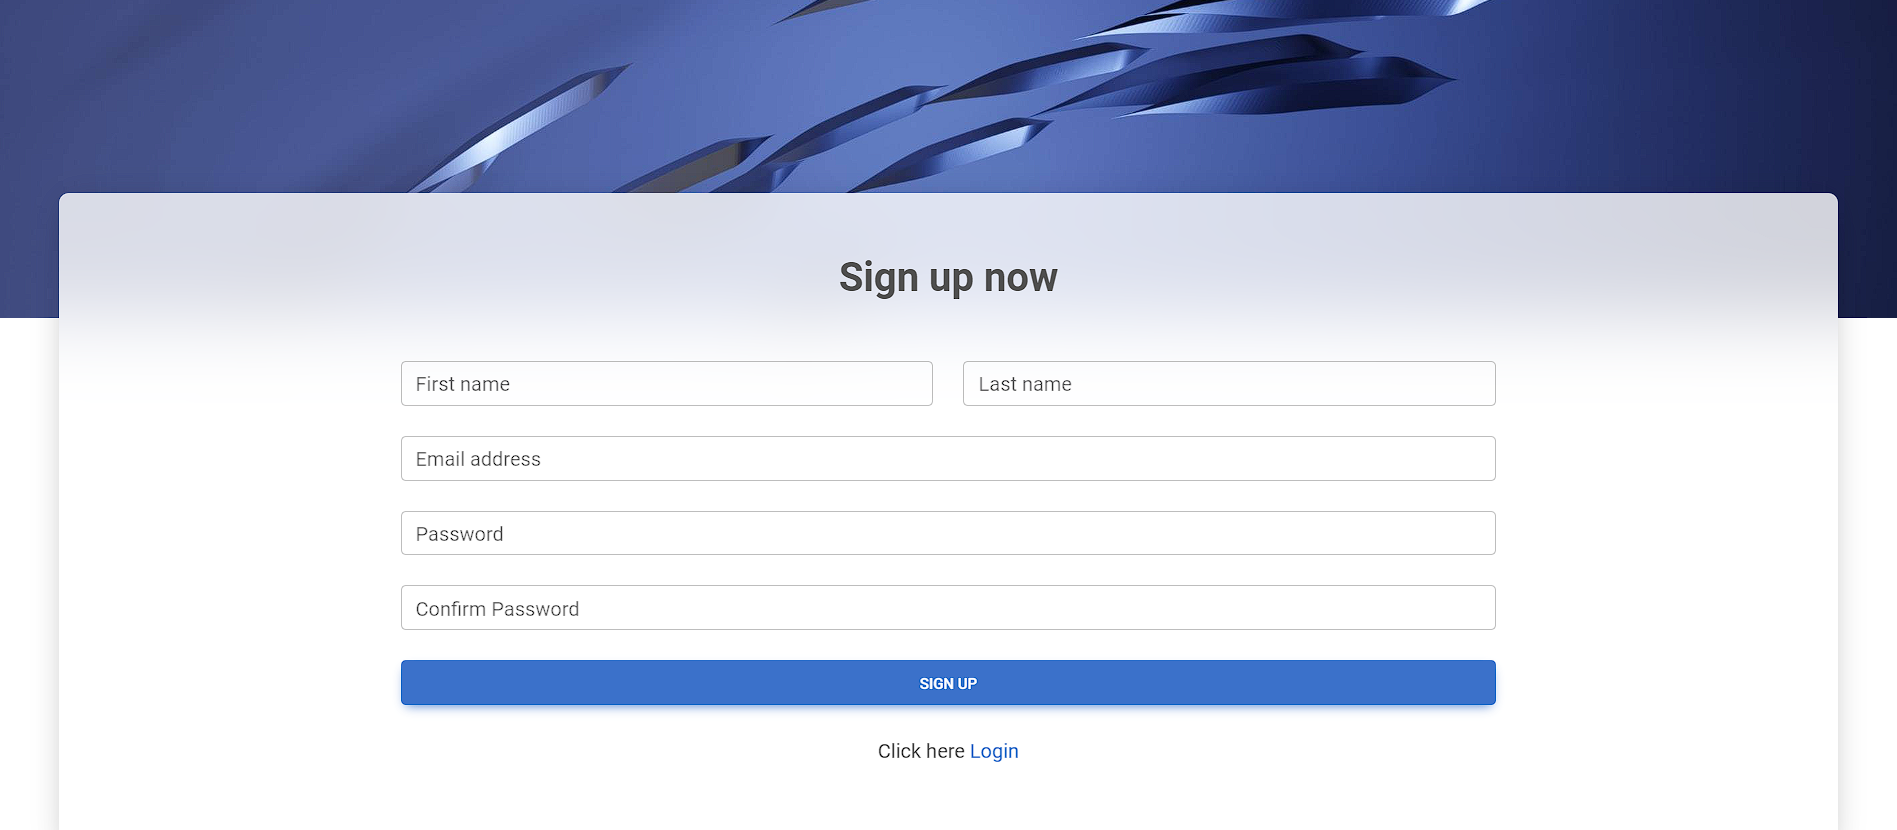 Sign up now
First name
Last name
Email address
Password
Confirm Password
SIGN UP
Click here Login